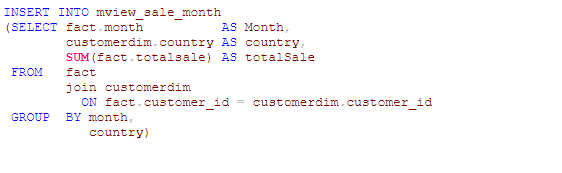 INSERT INTO mview_sale_month
(SELECT fact.month AS Month,
customerdim.country AS country,
SUM(fact.totalsale) AS totalSale
FROM fact
join customerdim
ON fact.customer_id = customerdim.customer_id
GROUP BY month,
country)